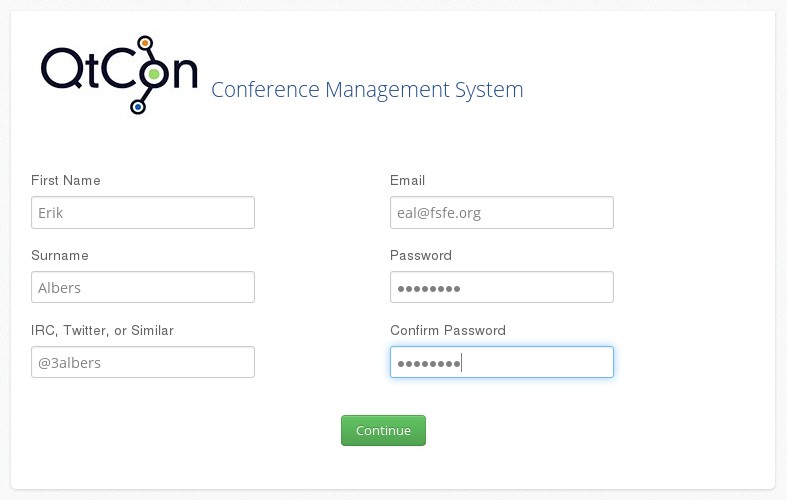 QtCon Conference Management System
First Name
Erik
Surname
Albers
IRC, Twitter, or Similar
@3albers
Email
eal@fsfe.org
Password
••••••••
Confirm Password
••••••••
Continue